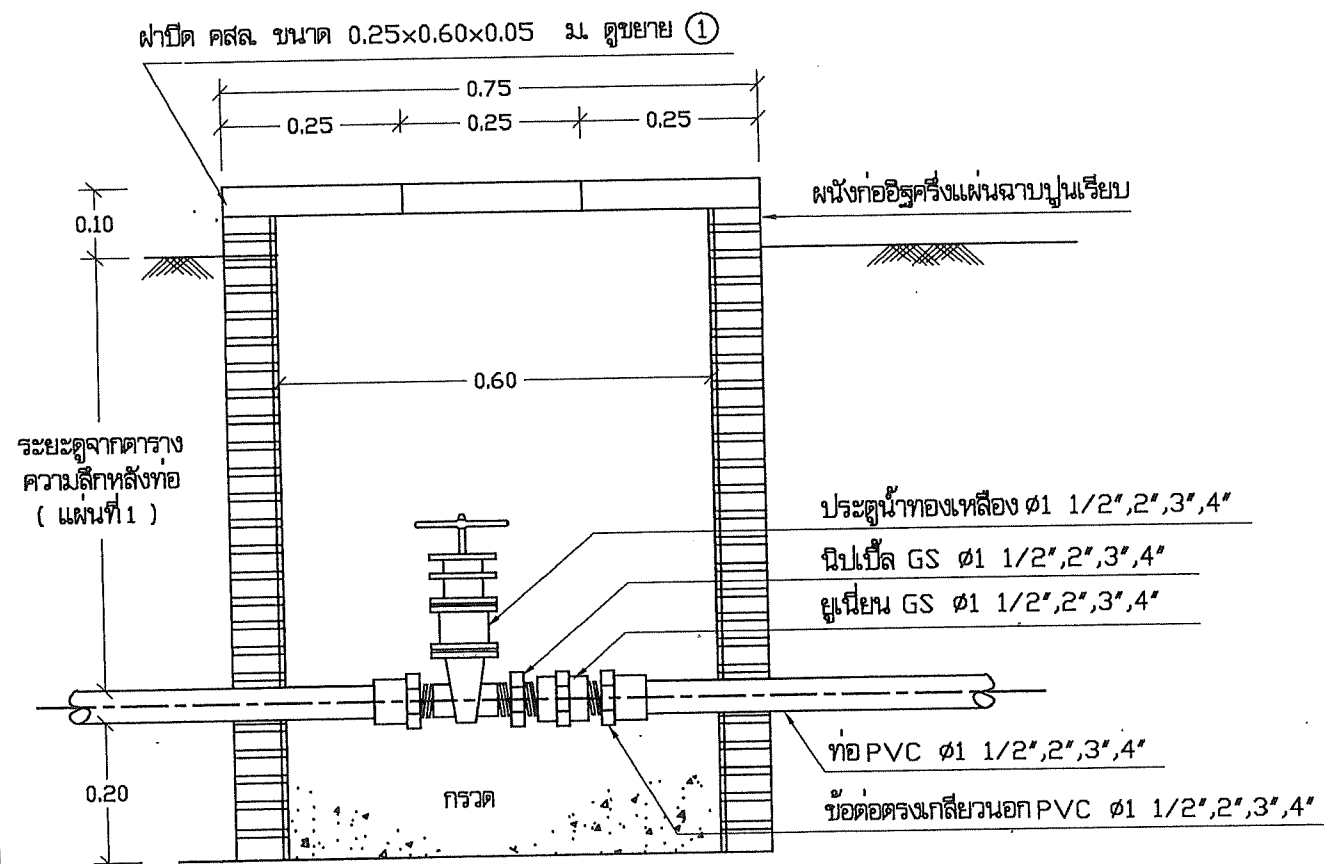 ฝาปิด คสล. ขนาด 0.25x0.60x0.05 ม. ดูขยาย 1
0.75
0.25 0.25 0.25
ผนังก่ออิฐครึ่งแผ่นฉาบปูนเรียบ
0.10
0.60
ระยะดูจากตาราง
ความลึกหลังท่อ
( แผ่นที่ 1 )
ประตูน้ำทองเหลือง Ø1 1/2",2",3",4"
นิปเปิ้ล GS Ø1 1/2",2",3",4"
ยูเนียน GS Ø1 1/2",2",3",4"
ท่อ PVC Ø1 1/2",2",3",4"
0.20
กรวด
ข้อต่อตรงเกลียวนอก PVC Ø1 1/2",2",3",4"